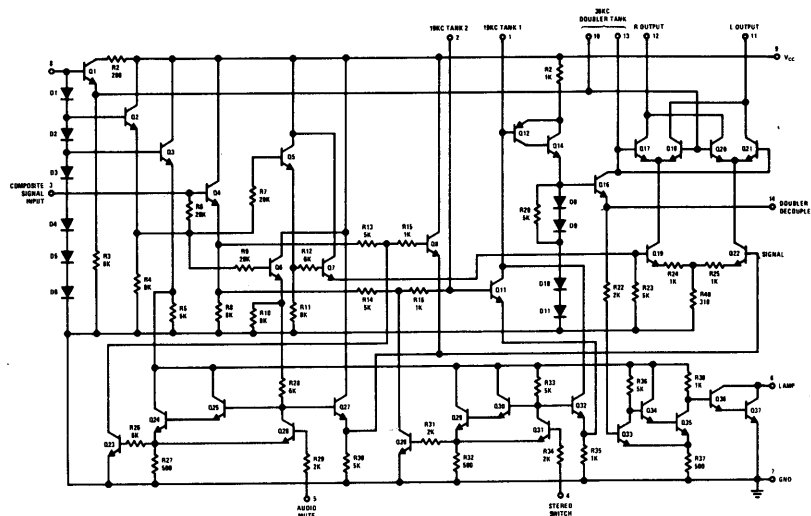 38KC
DOUBLER TANK
19KC TANK 2
19KC TANK 1
R OUTPUT
L OUTPUT
2
1
10
13
12
11
8
R2
200
9
VCC
Q1
D1
D2
D3
D4
D5
D6
Q2
Q3
COMPOSITE
SIGNAL
INPUT
3
R2
1K
Q12
Q14
Q17
Q18
Q20
Q21
Q4
Q5
R6
20K
R7
20K
Q16
R20
5K
D8
D9
14
DOUBLER
DECOUPLE
R13
5K
R15
1K
Q8
R9
20K
Q6
R12
6K
Q7
Q19
Q22
SIGNAL
R24
1K
R25
1K
R3
8K
R4
8K
R5
5K
R8
8K
R10
8K
R11
8K
R14
5K
R16
1K
Q11
D10
D11
R22
2K
R23
5K
R40
310
R28
6K
Q24
Q25
Q27
Q23
R26
6K
Q26
R27
500
R29
2K
R30
5K
5
AUDIO
MUTE
Q29
Q30
R33
5K
Q32
Q28
R31
2K
Q31
R32
500
R34
2K
R35
1K
4
STEREO
SWITCH
R36
5K
R38
1K
Q34
Q33
Q35
Q36
Q37
R37
500
6
LAMP
7
GND